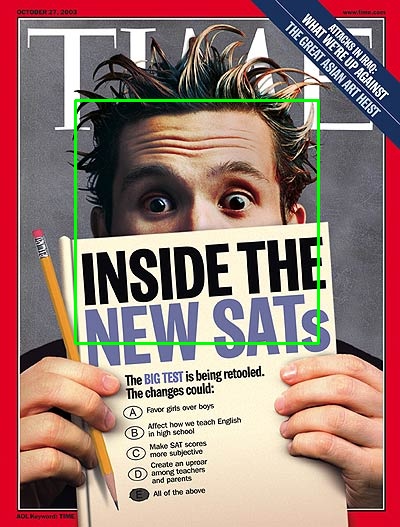 OCTOBER 27, 2003
www.time.com
TIME
ATTACKS IN IRAQ:
WHAT WE'RE UP AGAINST
THE GREAT ASIAN ART HEIST
INSIDE THE
NEW SATs
The BIG TEST is being retooled.
The changes could:
A Favor girls over boys
B Affect how we teach English
in high school
C Make SAT scores
more subjective
D Create an uproar
among teachers
and parents
E All of the above
AOL Keyword: TIME